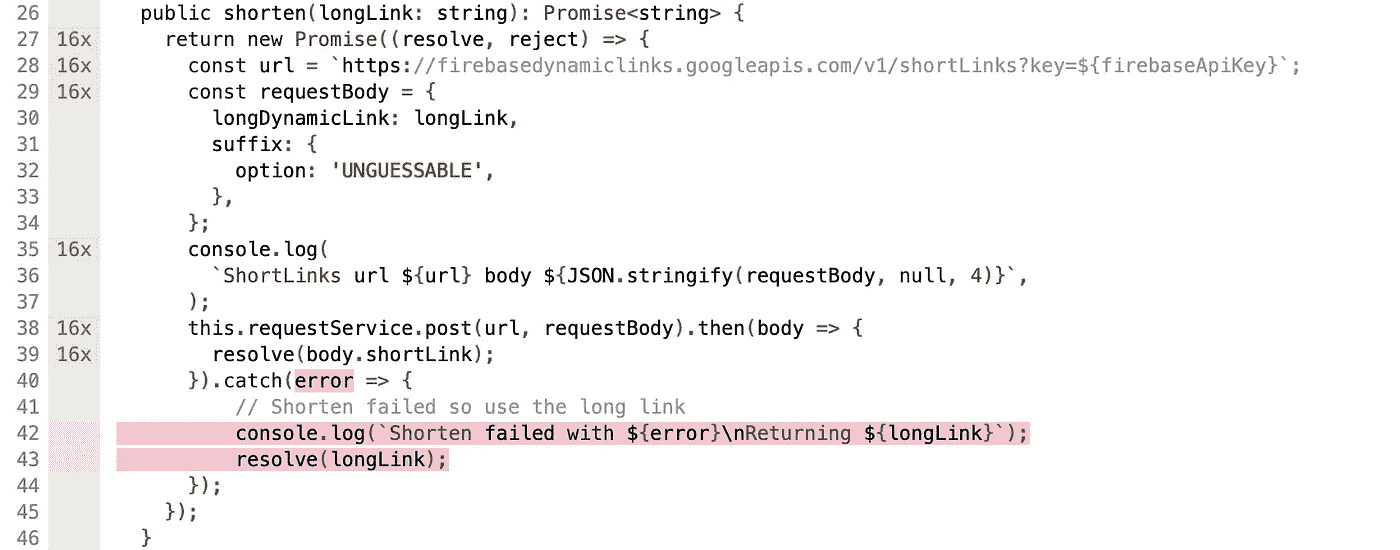 26 public shorten(longLink: string): Promise<string> {
27 16x return new Promise((resolve, reject) => {
28 16x const url = `https://firebasedynamiclinks.googleapis.com/v1/shortLinks?key=${firebaseApiKey}`;
29 16x const requestBody = {
30 longDynamicLink: longLink,
31 suffix: {
32 option: 'UNGUESSABLE',
33 },
34 };
35 16x console.log(
36 `ShortLinks url ${url} body ${JSON.stringify(requestBody, null, 4)}`,
37 );
38 16x this.requestService.post(url, requestBody).then(body => {
39 16x resolve(body.shortLink);
40 }).catch(error => {
41 // Shorten failed so use the long link
42 console.log(`Shorten failed with ${error}\nReturning ${longLink}`);
43 resolve(longLink);
44 });
45 });
46 }